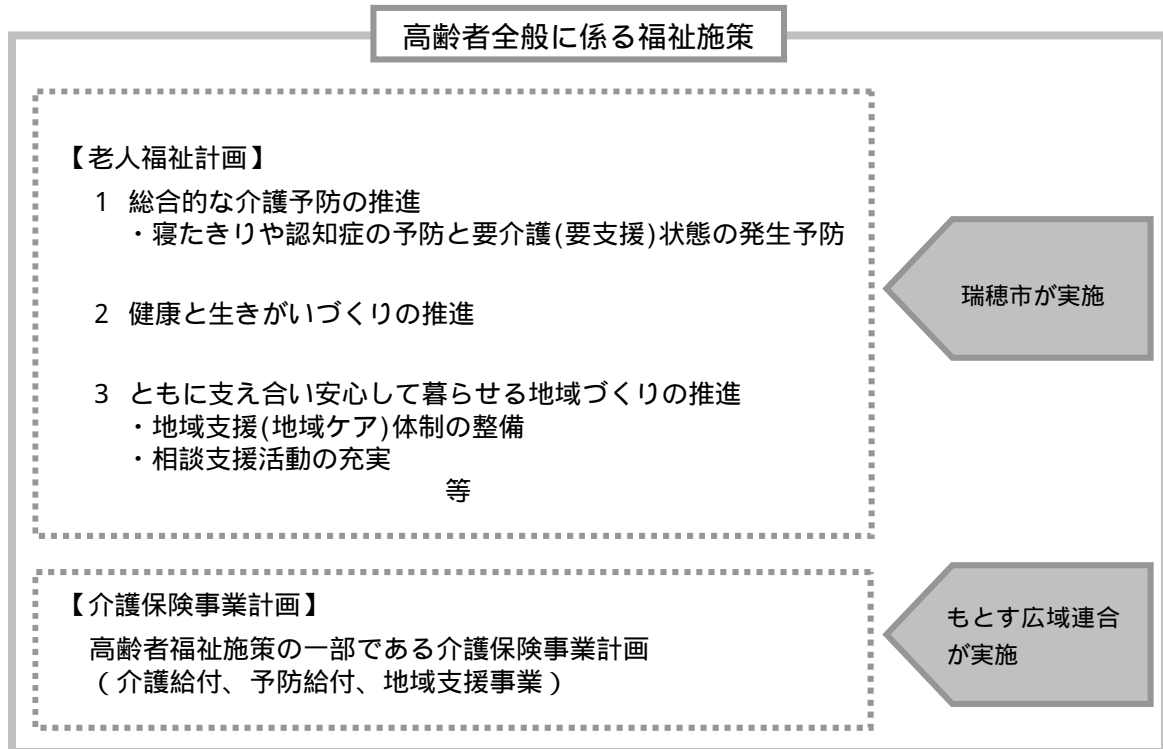 高齢者全般に係る福祉施策
【老人福祉計画】
1 総合的な介護予防の推進
・寝たきりや認知症の予防と要介護(要支援)状態の発生予防
2 健康と生きがいづくりの推進
3 ともに支え合い安心して暮らせる地域づくりの推進
・地域支援(地域ケア)体制の整備
・相談支援活動の充実
等
瑞穂市が実施
【介護保険事業計画】
高齢者福祉施策の一部である介護保険事業計画
(介護給付、予防給付、地域支援事業)
もとす広域連合
が実施